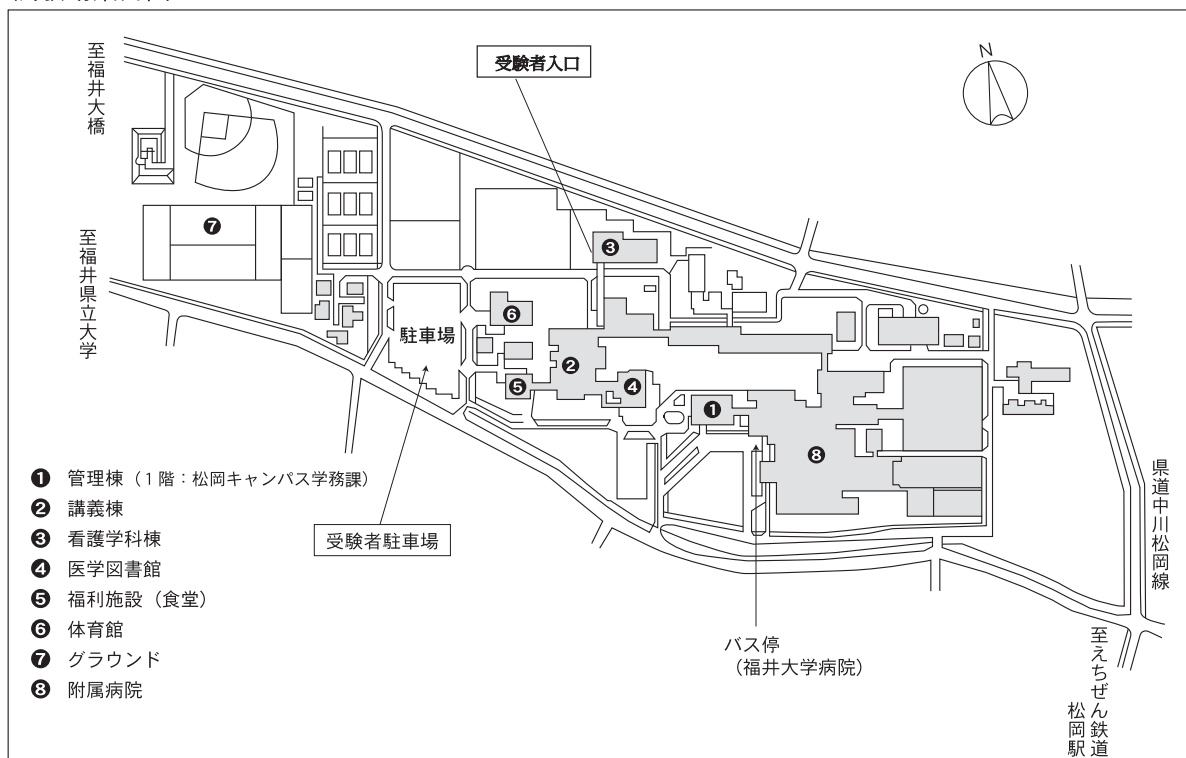 受験者入口
N
至福井大橋
至福井県立大学
❼
❸
❻
駐車場
❷
❺
❹
❶
❽
❶ 管理棟（1階：松岡キャンパス学務課）
❷ 講義棟
❸ 看護学科棟
❹ 医学図書館
❺ 福利施設（食堂）
❻ 体育館
❼ グラウンド
❽ 附属病院
受験者駐車場
バス停
（福井大学病院）
県道中川松岡線
至えちぜん鉄道
松岡駅